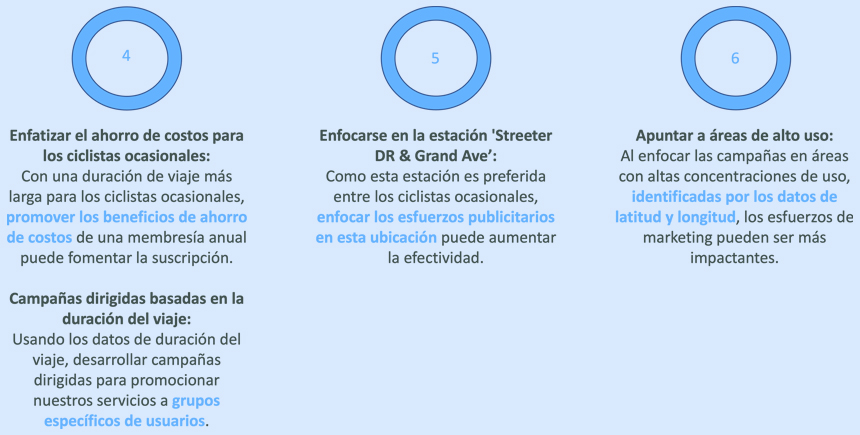 4
Enfatizar el ahorro de costos para
los ciclistas ocasionales:
Con una duración de viaje más
larga para los ciclistas ocasionales,
promover los beneficios de ahorro
de costos de una membresía anual
puede fomentar la suscripción.
Campañas dirigidas basadas en la
duración del viaje:
Usando los datos de duración del
viaje, desarrollar campañas
dirigidas para promocionar
nuestros servicios a grupos
específicos de usuarios.
5
Enfocarse en la estación 'Streeter
DR & Grand Ave’:
Como esta estación es preferida
entre los ciclistas ocasionales,
enfocar los esfuerzos publicitarios
en esta ubicación puede aumentar
la efectividad.
6
Apuntar a áreas de alto uso:
Al enfocar las campañas en áreas
con altas concentraciones de uso,
identificadas por los datos de
latitud y longitud, los esfuerzos de
marketing pueden ser más
impactantes.